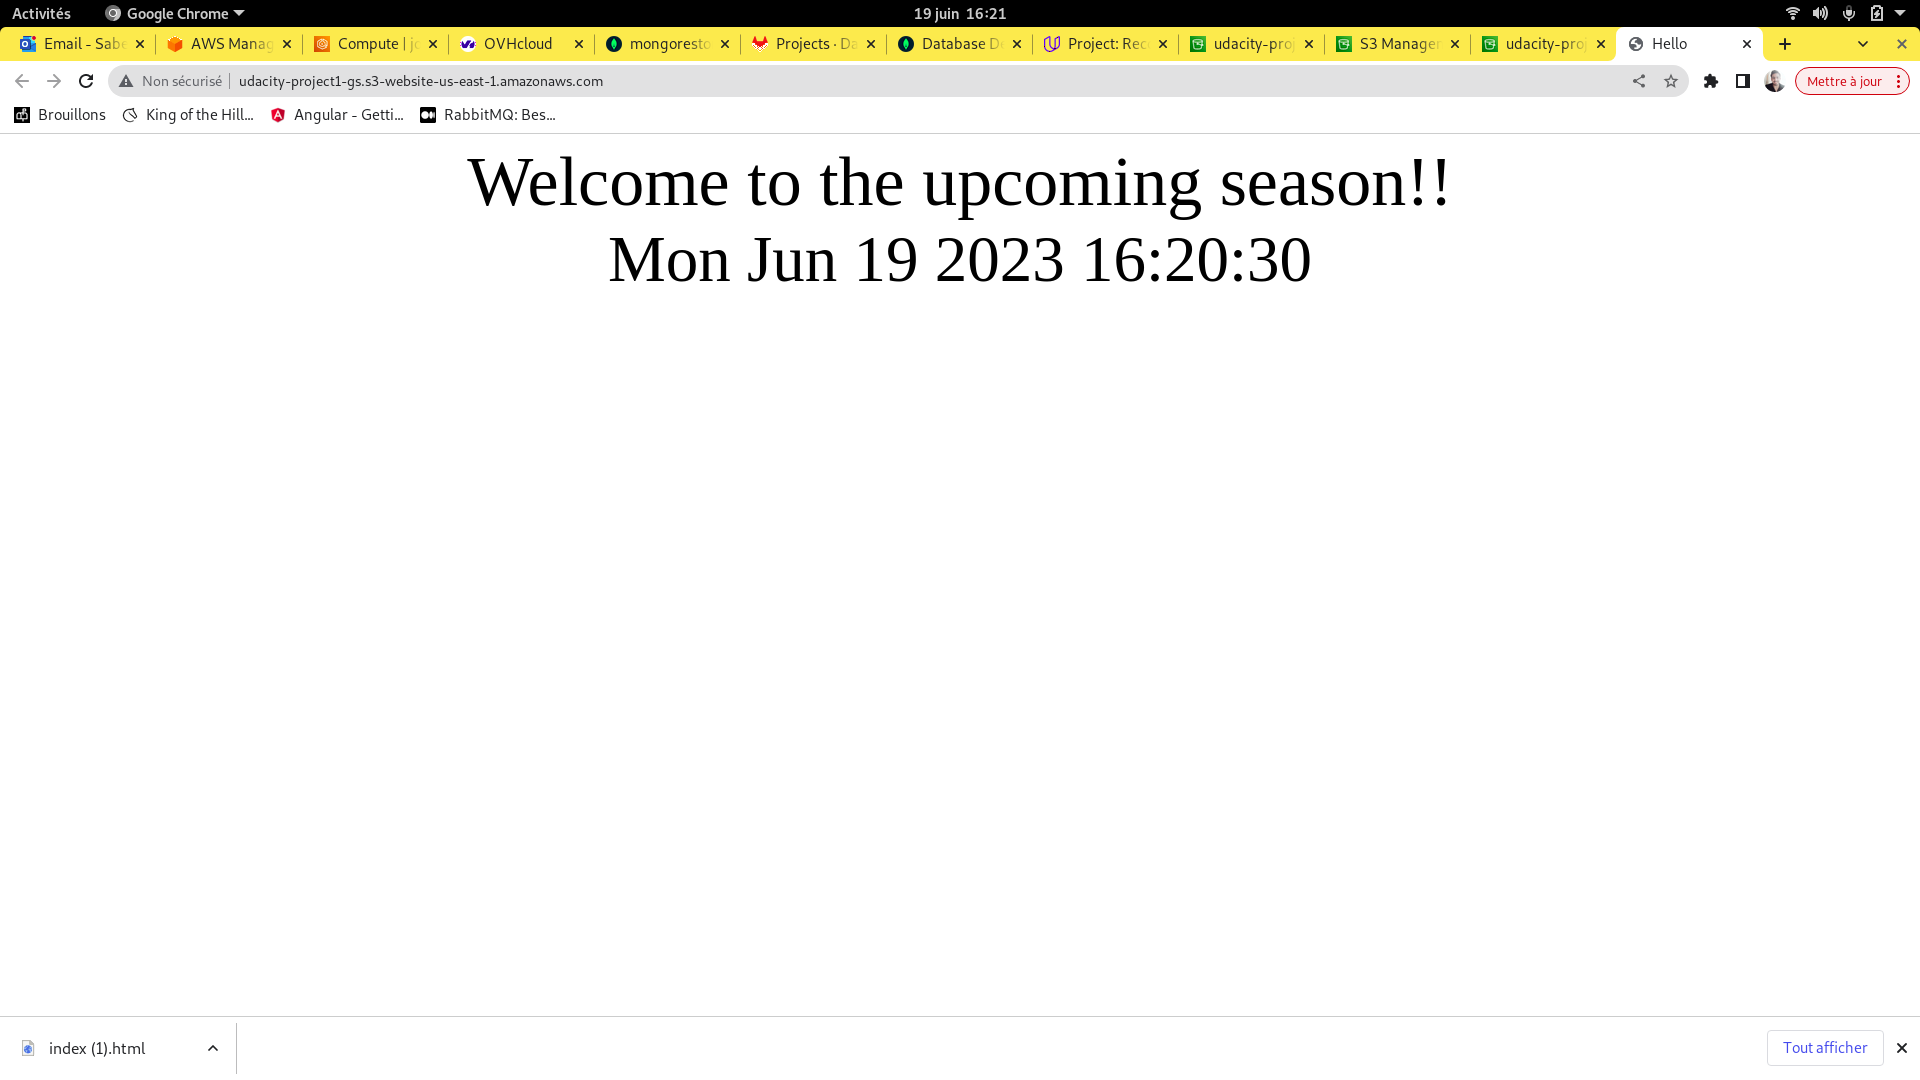 Activités Google Chrome 19 juin 16:21
Email - Sabe AWS Manag Compute | jo OVHcloud mongoresto Projects · Da Database De Project: Rec udacity-proj S3 Manager udacity-proj Hello
Non sécurisé udacity-project1-gs.s3-website-us-east-1.amazonaws.com Mettre à jour
Brouillons King of the Hill... Angular - Getti... RabbitMQ: Bes...
Welcome to the upcoming season!!
Mon Jun 19 2023 16:20:30
index (1).html Tout afficher